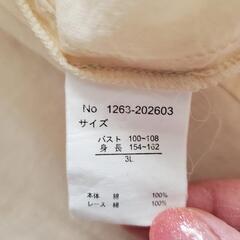 No 1263-202603
サイズ
バスト 100~108
身長 154~162
3L
本体 綿 100%
レース 綿 100%